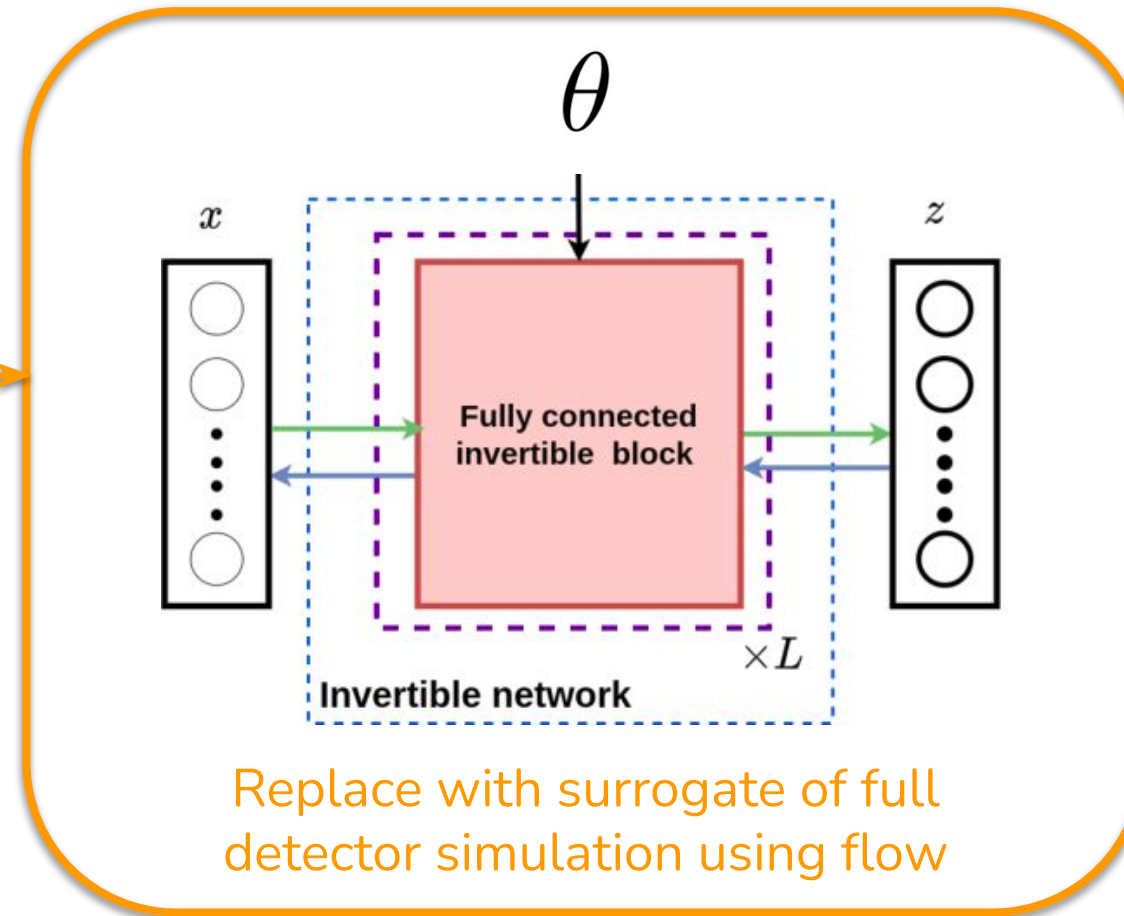 θ
x
z
Fully connected
invertible block
×L
Invertible network
Replace with surrogate of full
detector simulation using flow